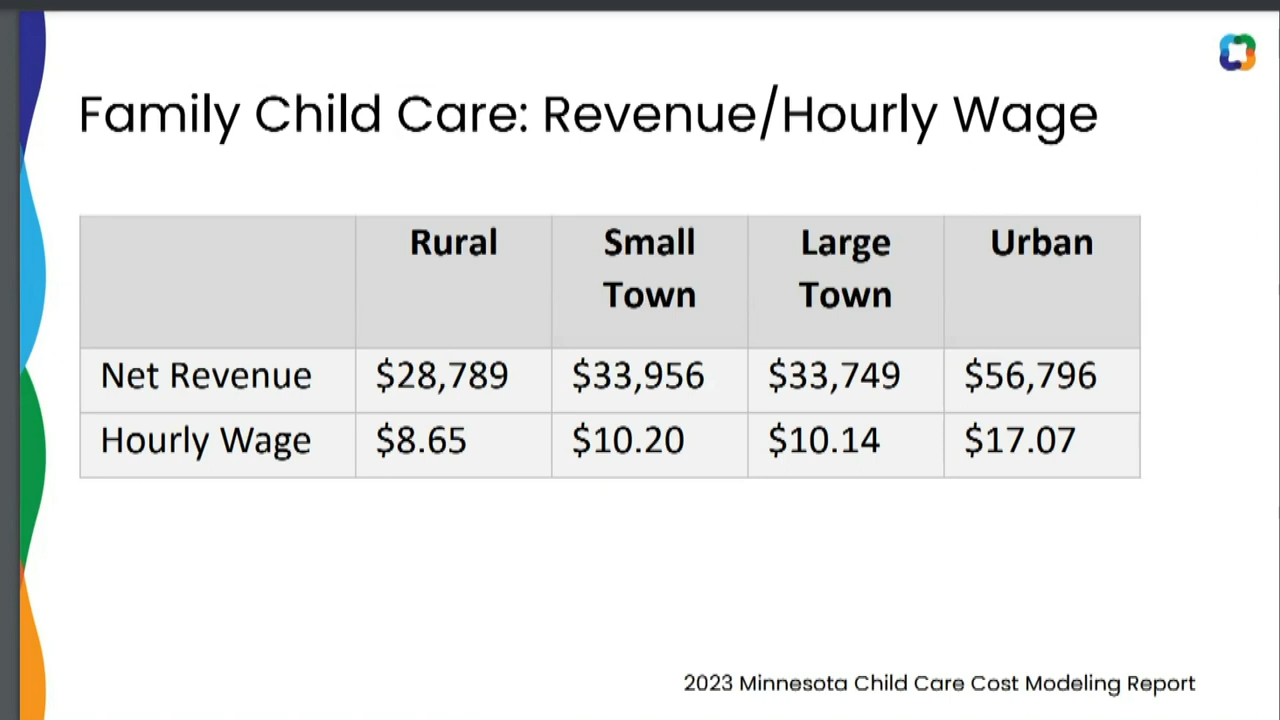 Family Child Care: Revenue/Hourly Wage
Rural Small Town Large Town Urban
Net Revenue $28,789 $33,956 $33,749 $56,796
Hourly Wage $8.65 $10.20 $10.14 $17.07
2023 Minnesota Child Care Cost Modeling Report